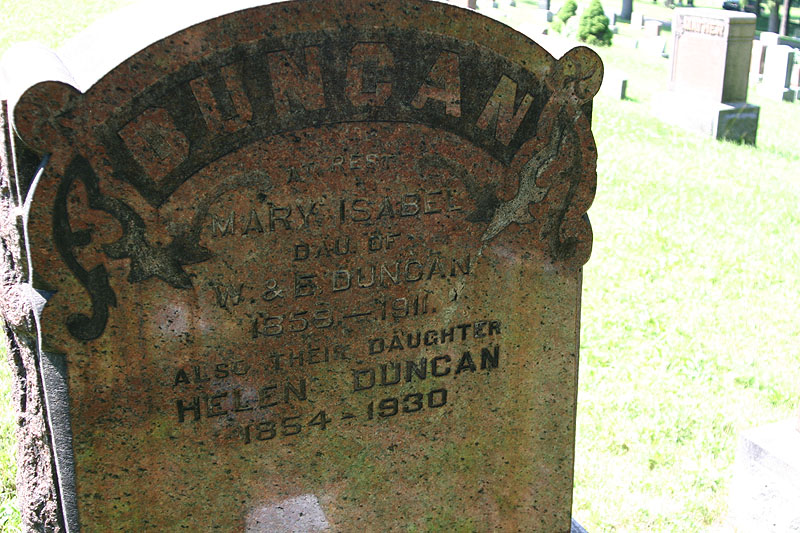 DUNCAN
AT REST
MARY ISABEL
DAU. OF
W. & E. DUNCAN
1859.—1911.
ALSO THEIR DAUGHTER
HELEN DUNCAN
1854-1930